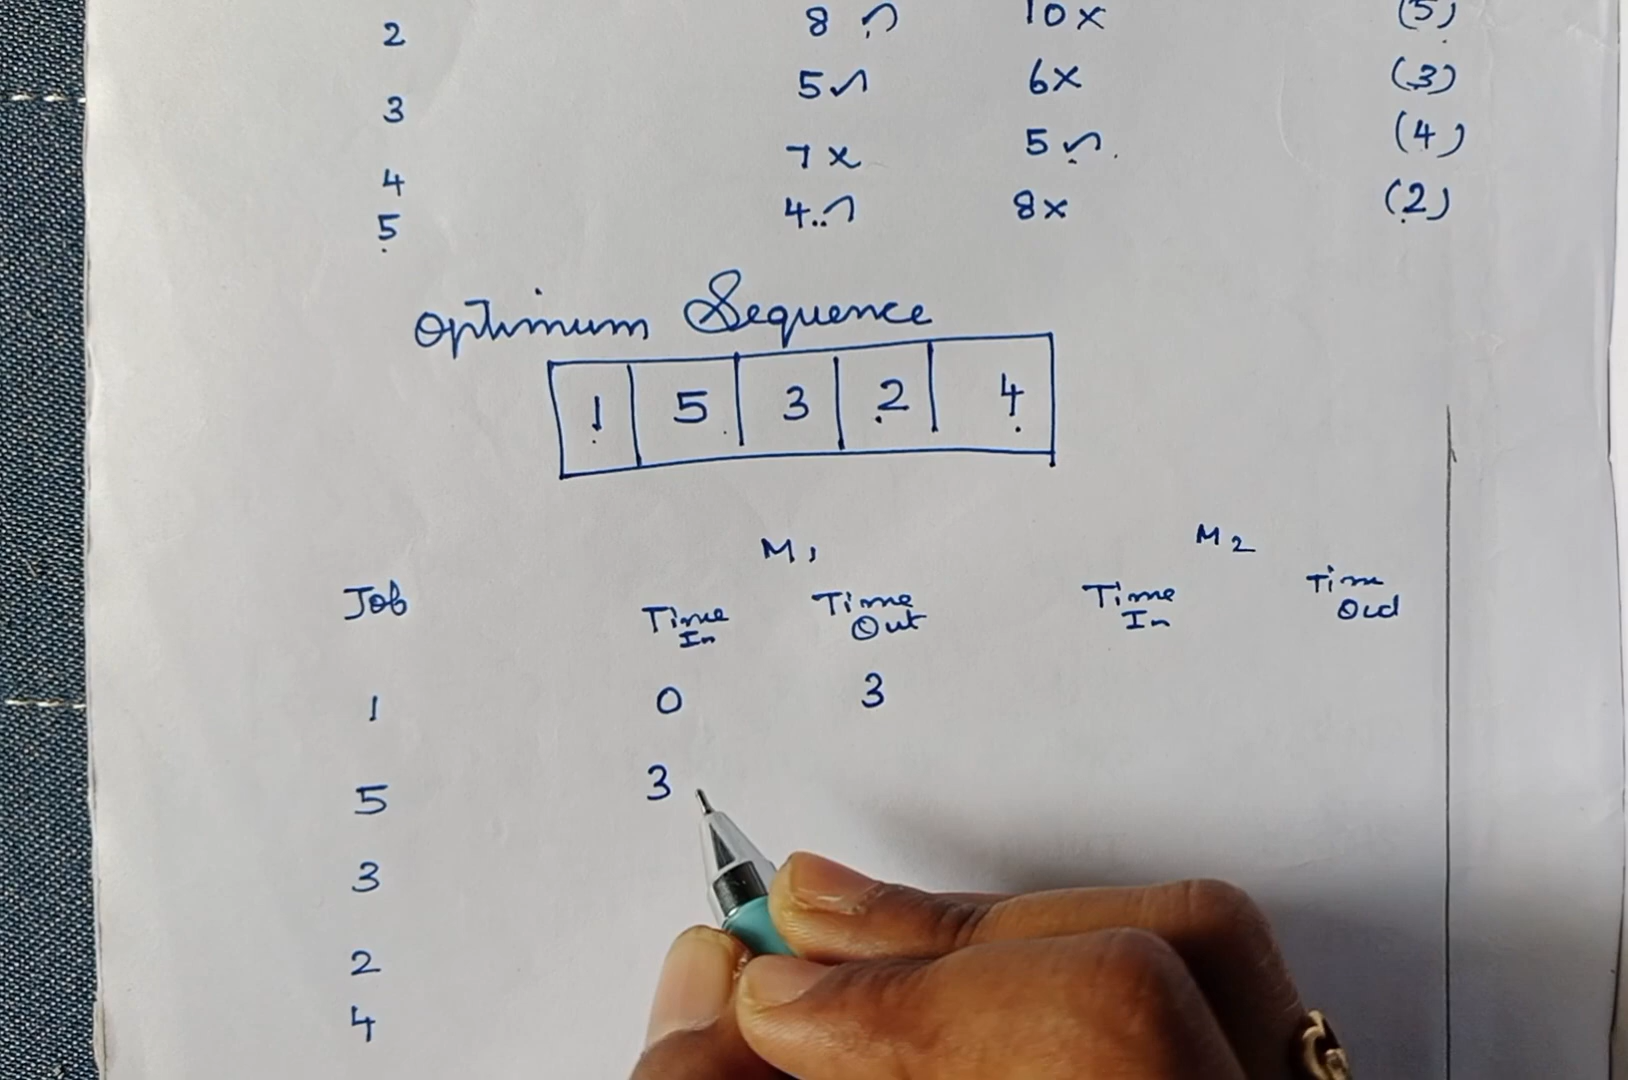 2 8 10x (5)
3 5 6x (3)
4 7x 5 (4)
5 4 8x (2)
Optimum Sequence
1 5 3 2 4
M1 M2
Job Time In Time Out Time In Tim Out
1 0 3
5 3
3
2
4